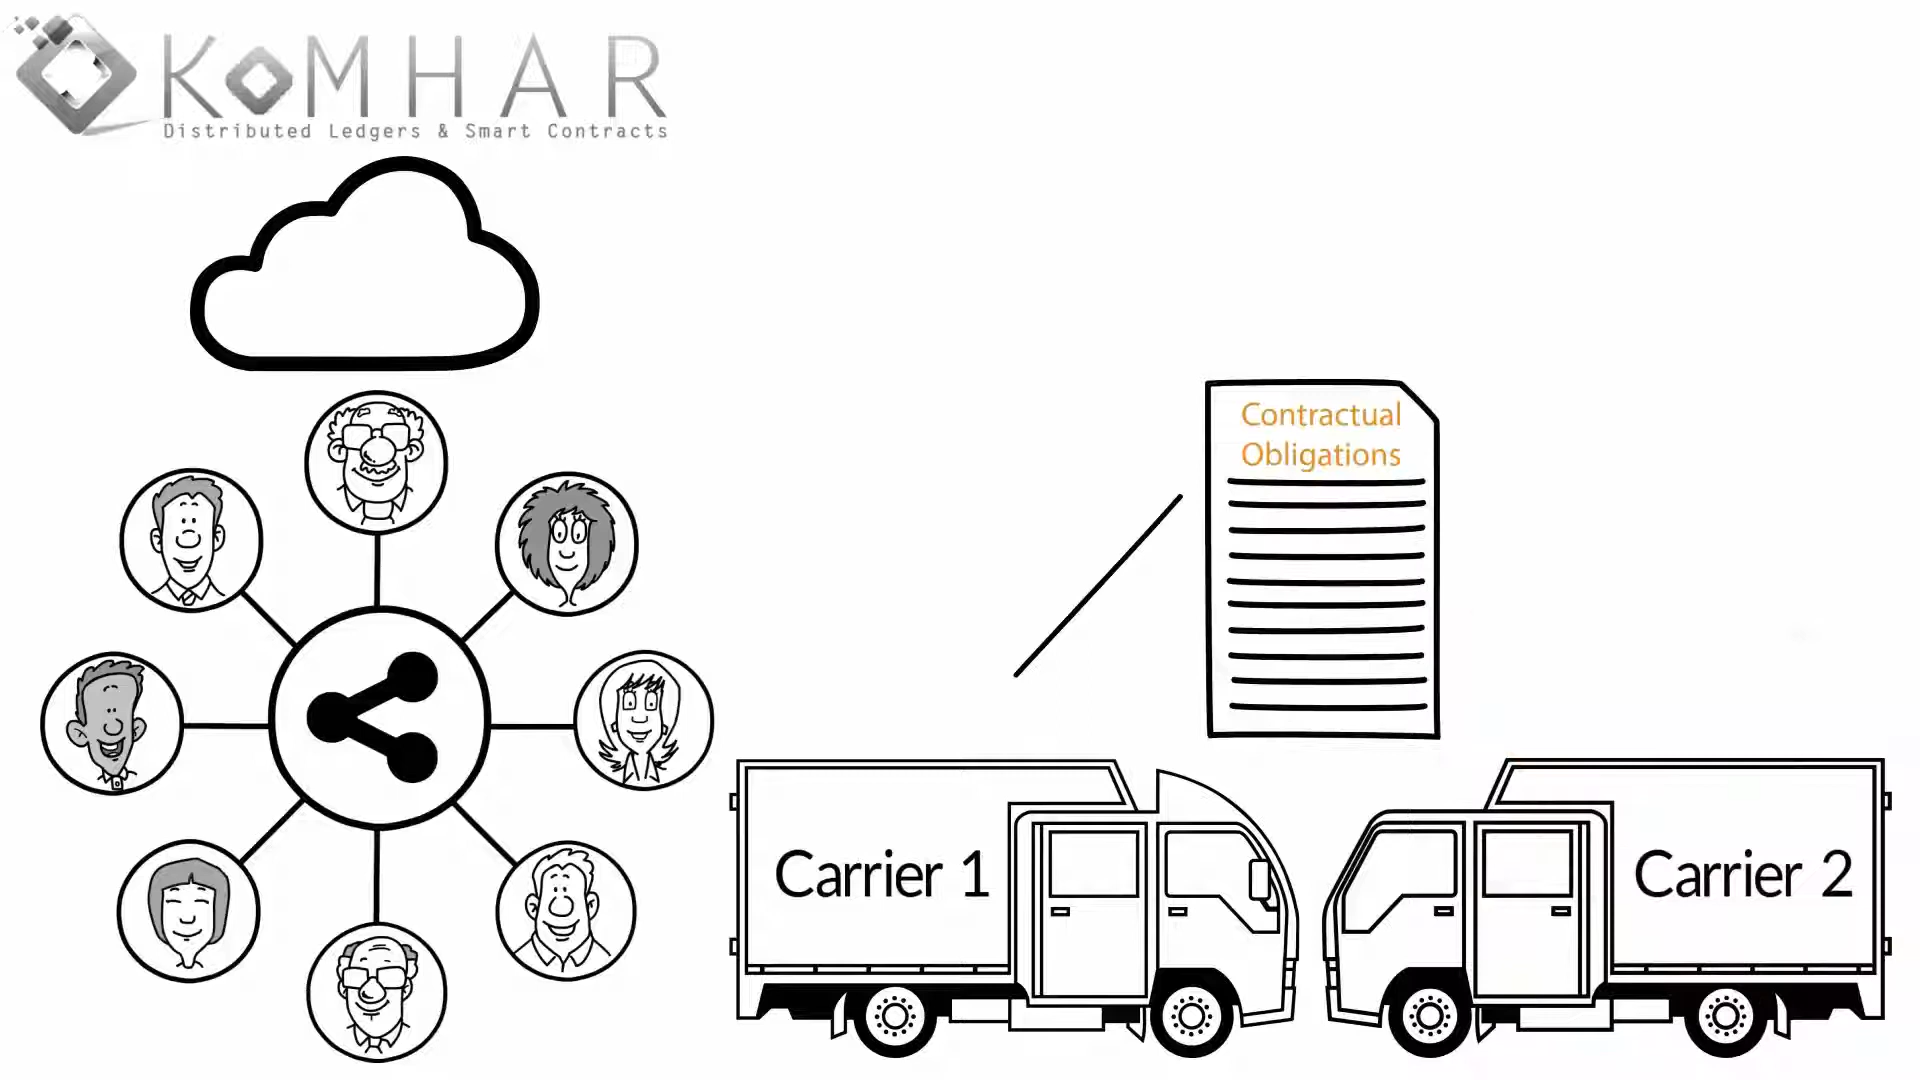 KOMHAR
Distributed Ledgers & Smart Contracts
Contractual
Obligations
Carrier 1
Carrier 2